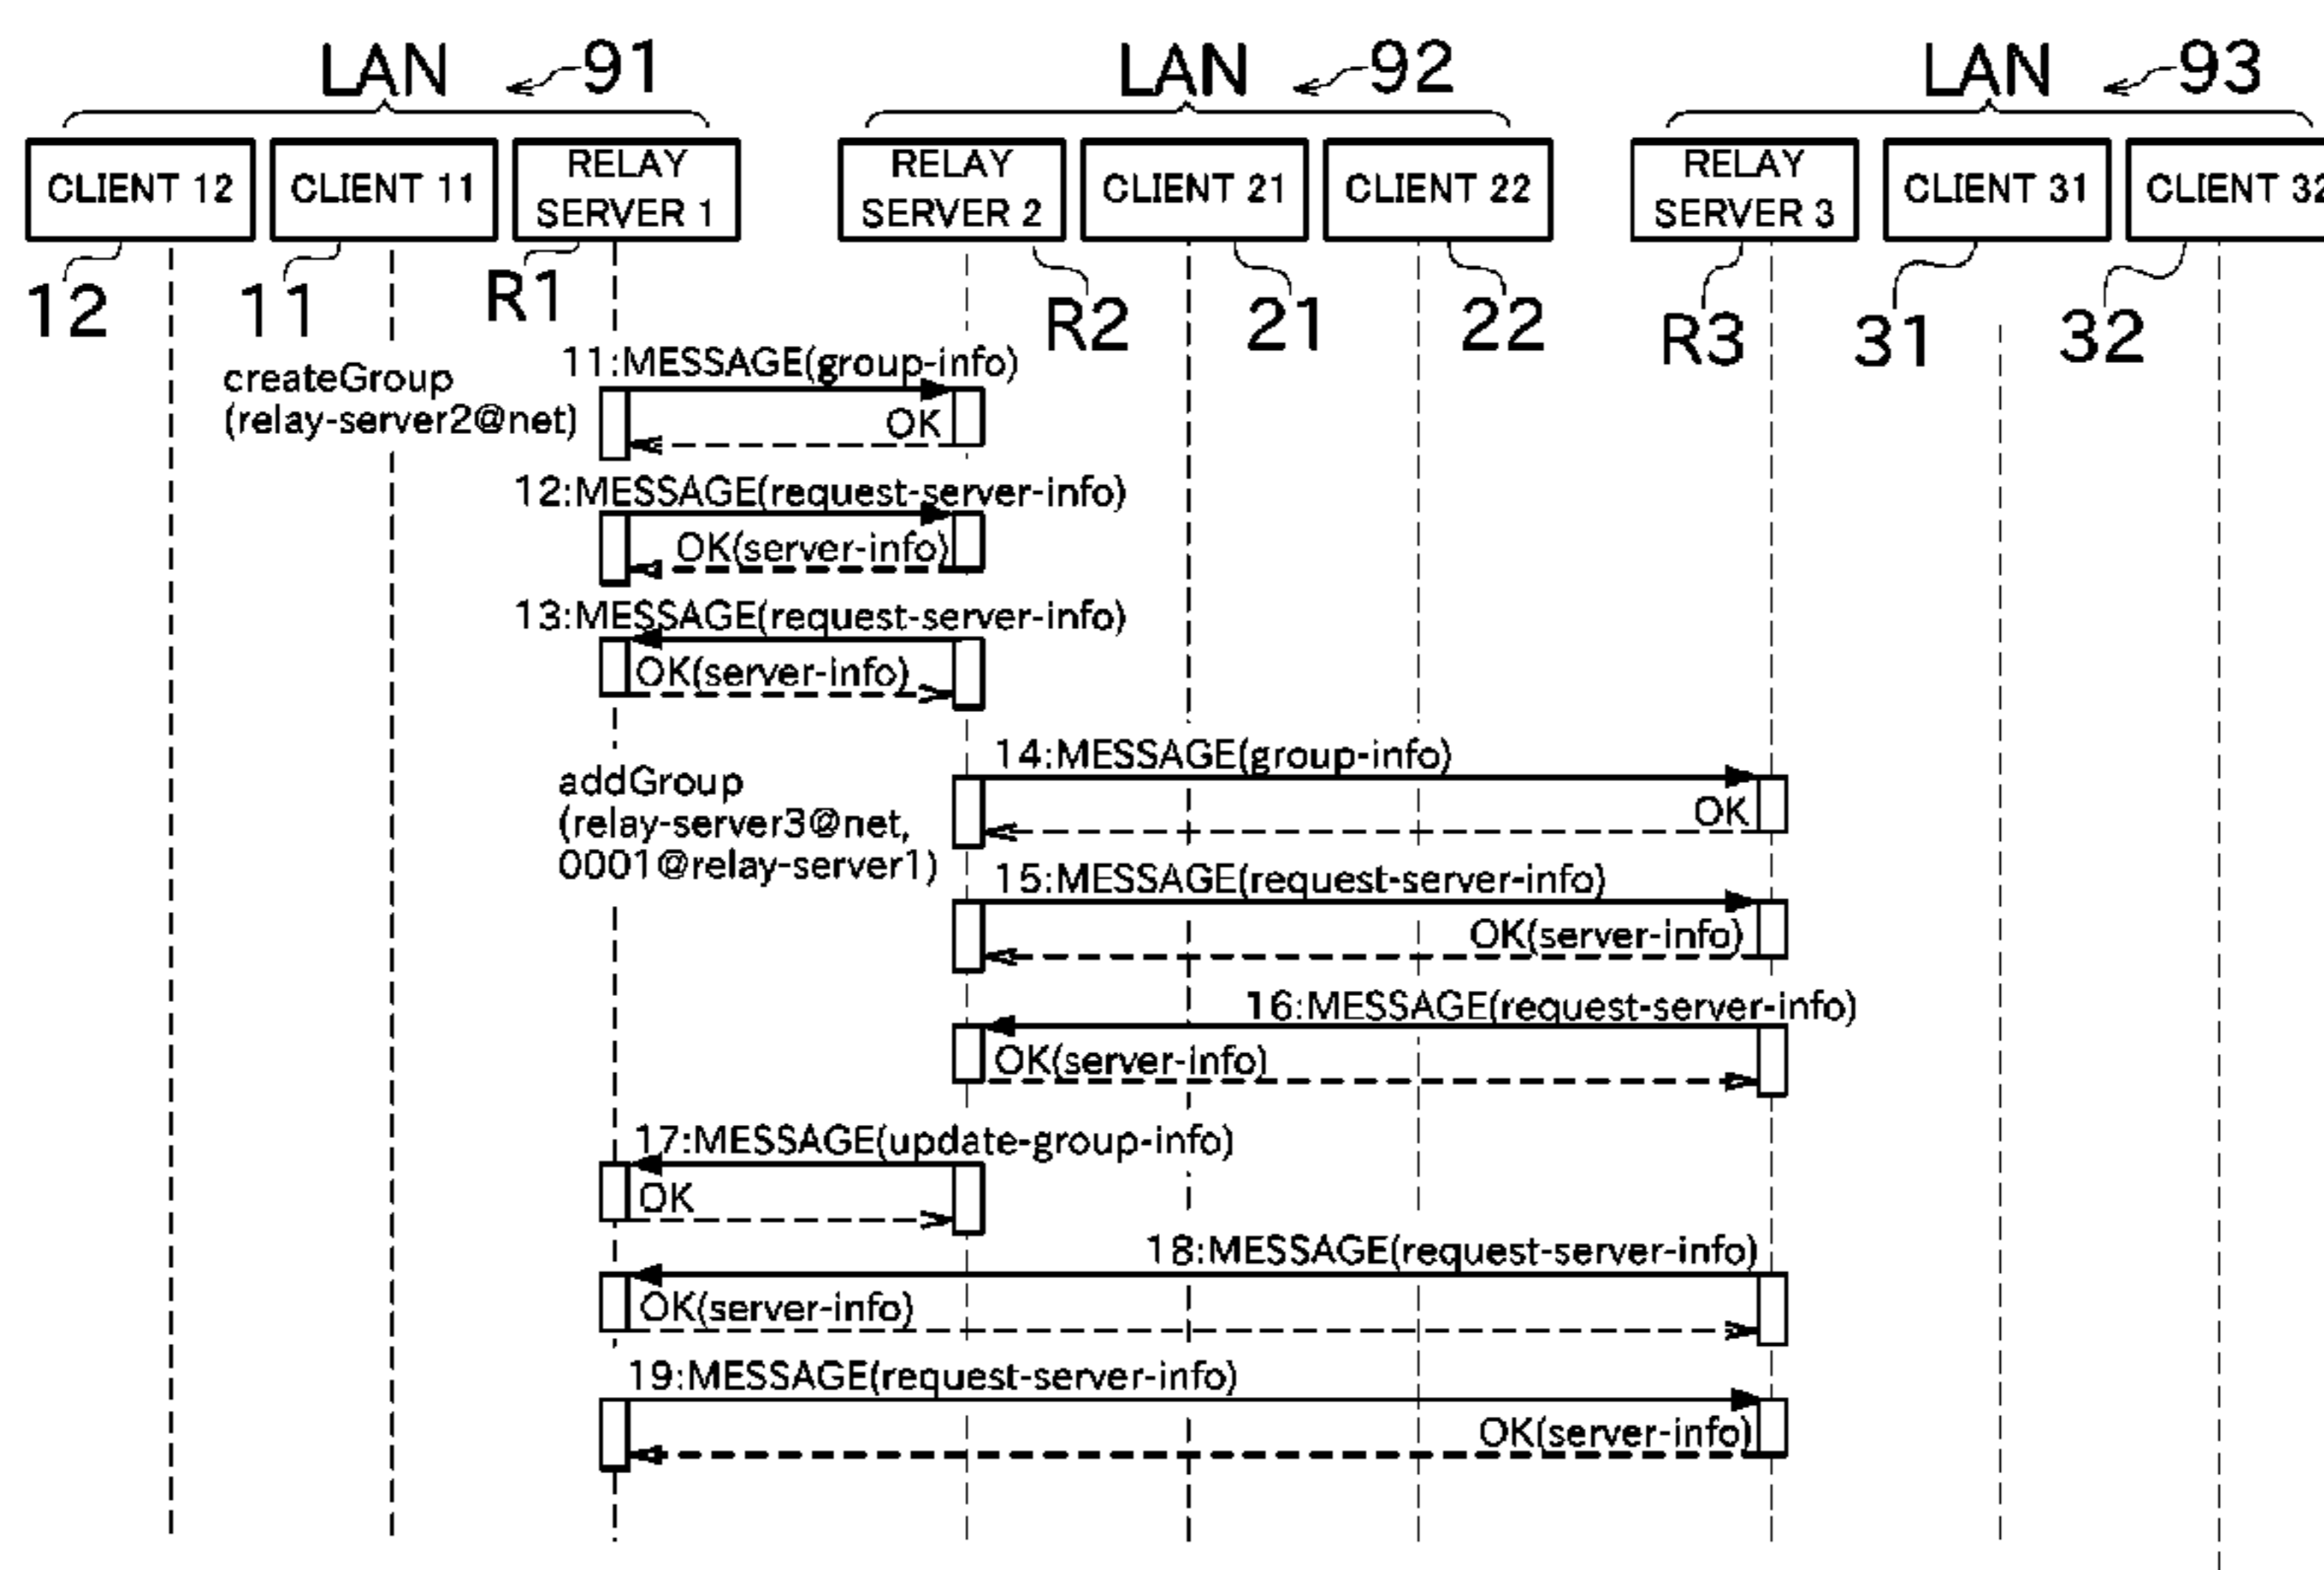 LAN 91
LAN 92
LAN 93
CLIENT 12
CLIENT 11
RELAY
SERVER 1
RELAY
SERVER 2
CLIENT 21
CLIENT 22
RELAY
SERVER 3
CLIENT 31
CLIENT 32
12
11
R1
R2
21
22
R3
31
32
createGroup
(relay-server2@net)
11:MESSAGE(group-info)
OK
12:MESSAGE(request-server-info)
OK(server-info)
13:MESSAGE(request-server-info)
OK(server-info)
addGroup
(relay-server3@net,
0001@relay-server1)
14:MESSAGE(group-info)
OK
15:MESSAGE(request-server-info)
OK(server-info)
16:MESSAGE(request-server-info)
OK(server-info)
17:MESSAGE(update-group-info)
OK
18:MESSAGE(request-server-info)
OK(server-info)
19:MESSAGE(request-server-info)
OK(server-info)